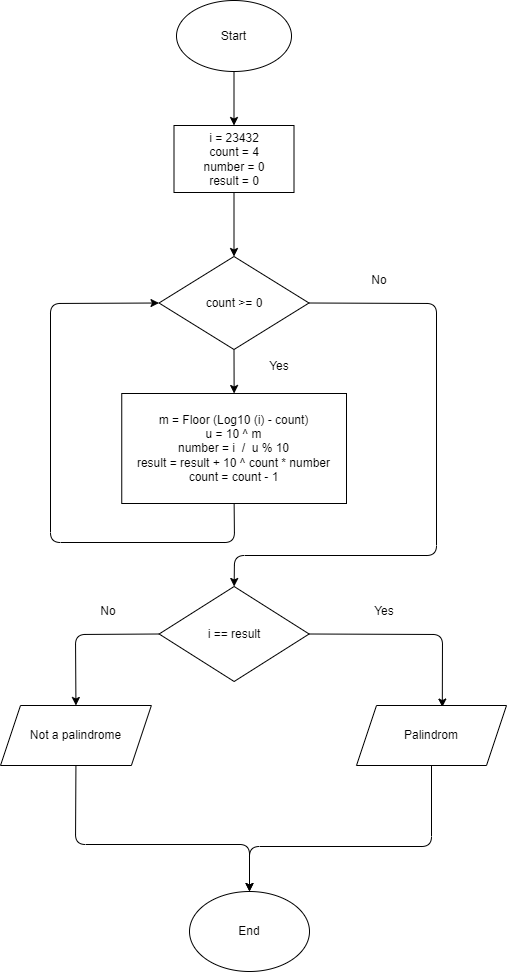 Start
i = 23432
count = 4
number = 0
result = 0
No
count >= 0
Yes
m = Floor (Log10 (i) - count)
u = 10 ^ m
number = i / u % 10
result = result + 10 ^ count * number
count = count - 1
No
Yes
i == result
Not a palindrome
Palindrom
End